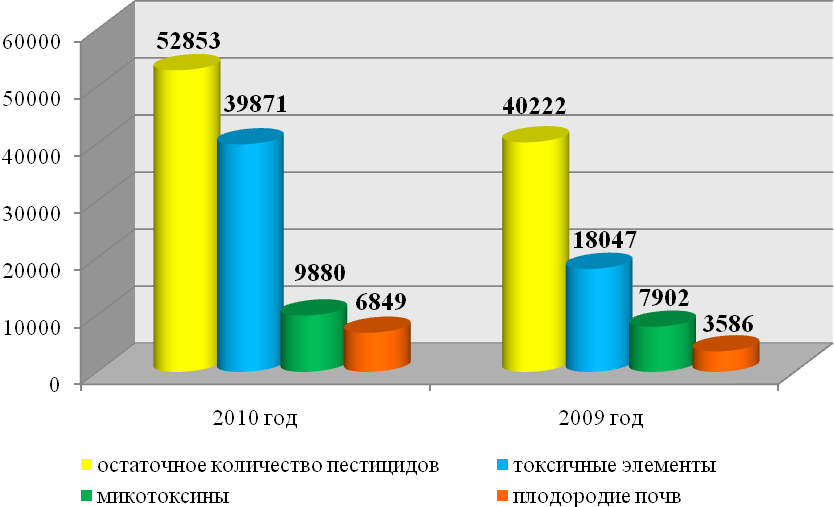 60000
50000
40000
30000
20000
10000
0
52853
39871
9880
6849
40222
18047
7902
3586
2010 год
2009 год
остаточное количество пестицидов
токсичные элементы
микотоксины
плодородие почв